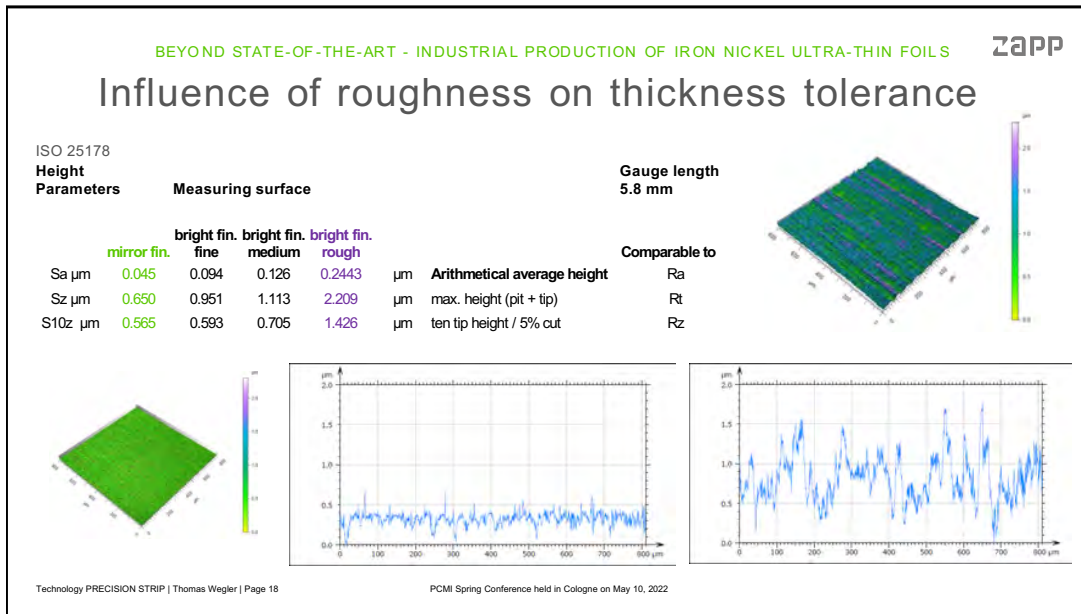 BEYOND STATE-OF-THE-ART - INDUSTRIAL PRODUCTION OF IRON NICKEL ULTRA-THIN FOILS
zapp
Influence of roughness on thickness tolerance
ISO 25178
Height Parameters Measuring surface Gauge length 5.8 mm
mirror fin. bright fin. fine bright fin. medium bright fin. rough Comparable to
Sa µm 0.045 0.094 0.126 0.2443 µm Arithmetical average height Ra
Sz µm 0.650 0.951 1.113 2.209 µm max. height (pit + tip) Rt
S10z µm 0.565 0.593 0.705 1.426 µm ten tip height / 5% cut Rz
µm
2.0
1.5
1.0
0.5
0.0
0 100 200 300 400 500 600 700 800 µm
µm
2.0
1.5
1.0
0.5
0.0
0 100 200 300 400 500 600 700 800 µm
Technology PRECISION STRIP | Thomas Wegler | Page 18
PCMI Spring Conference held in Cologne on May 10, 2022